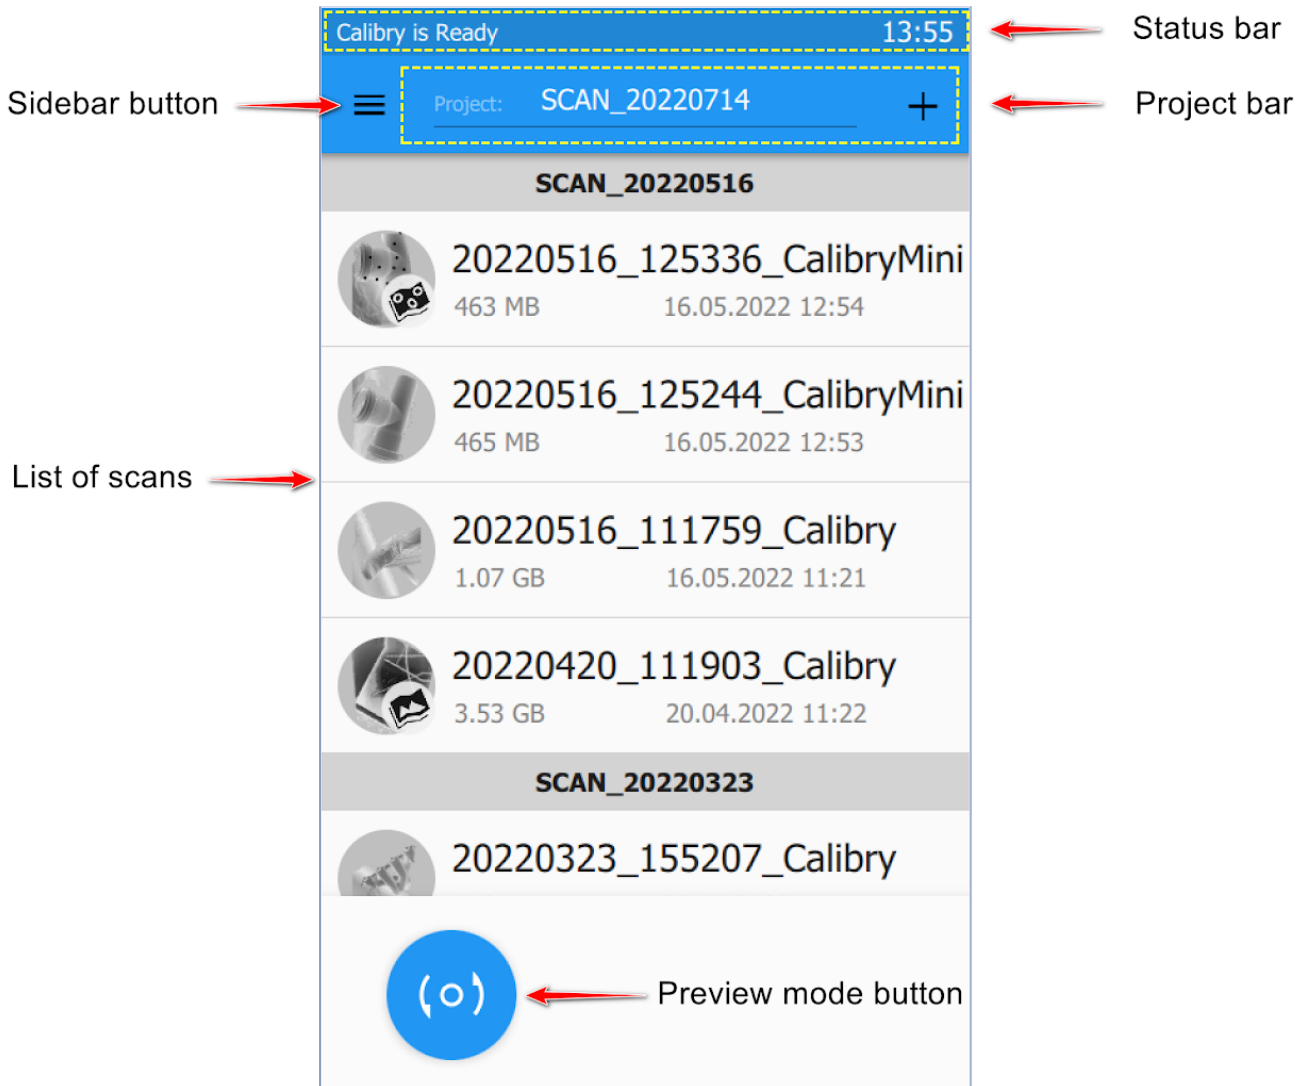 Calibry is Ready 13:55
Status bar
Sidebar button
Project: SCAN_20220714
Project bar
SCAN_20220516
20220516_125336_CalibryMini
463 MB 16.05.2022 12:54
20220516_125244_CalibryMini
465 MB 16.05.2022 12:53
List of scans
20220516_111759_Calibry
1.07 GB 16.05.2022 11:21
20220420_111903_Calibry
3.53 GB 20.04.2022 11:22
SCAN_20220323
20220323_155207_Calibry
Preview mode button